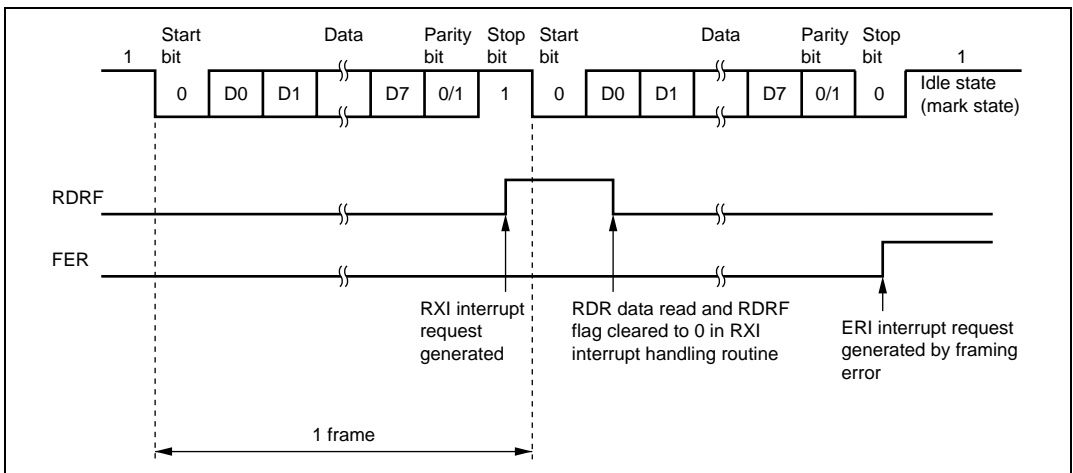 1
Start bit
Data
Parity bit
Stop bit
Start bit
Data
Parity bit
Stop bit
1
0 D0 D1 D7 0/1 1 0 D0 D1 D7 0/1 0
Idle state
(mark state)
RDRF
FER
RXI interrupt
request
generated
RDR data read and RDRF
flag cleared to 0 in RXI
interrupt handling routine
ERI interrupt request
generated by framing
error
1 frame